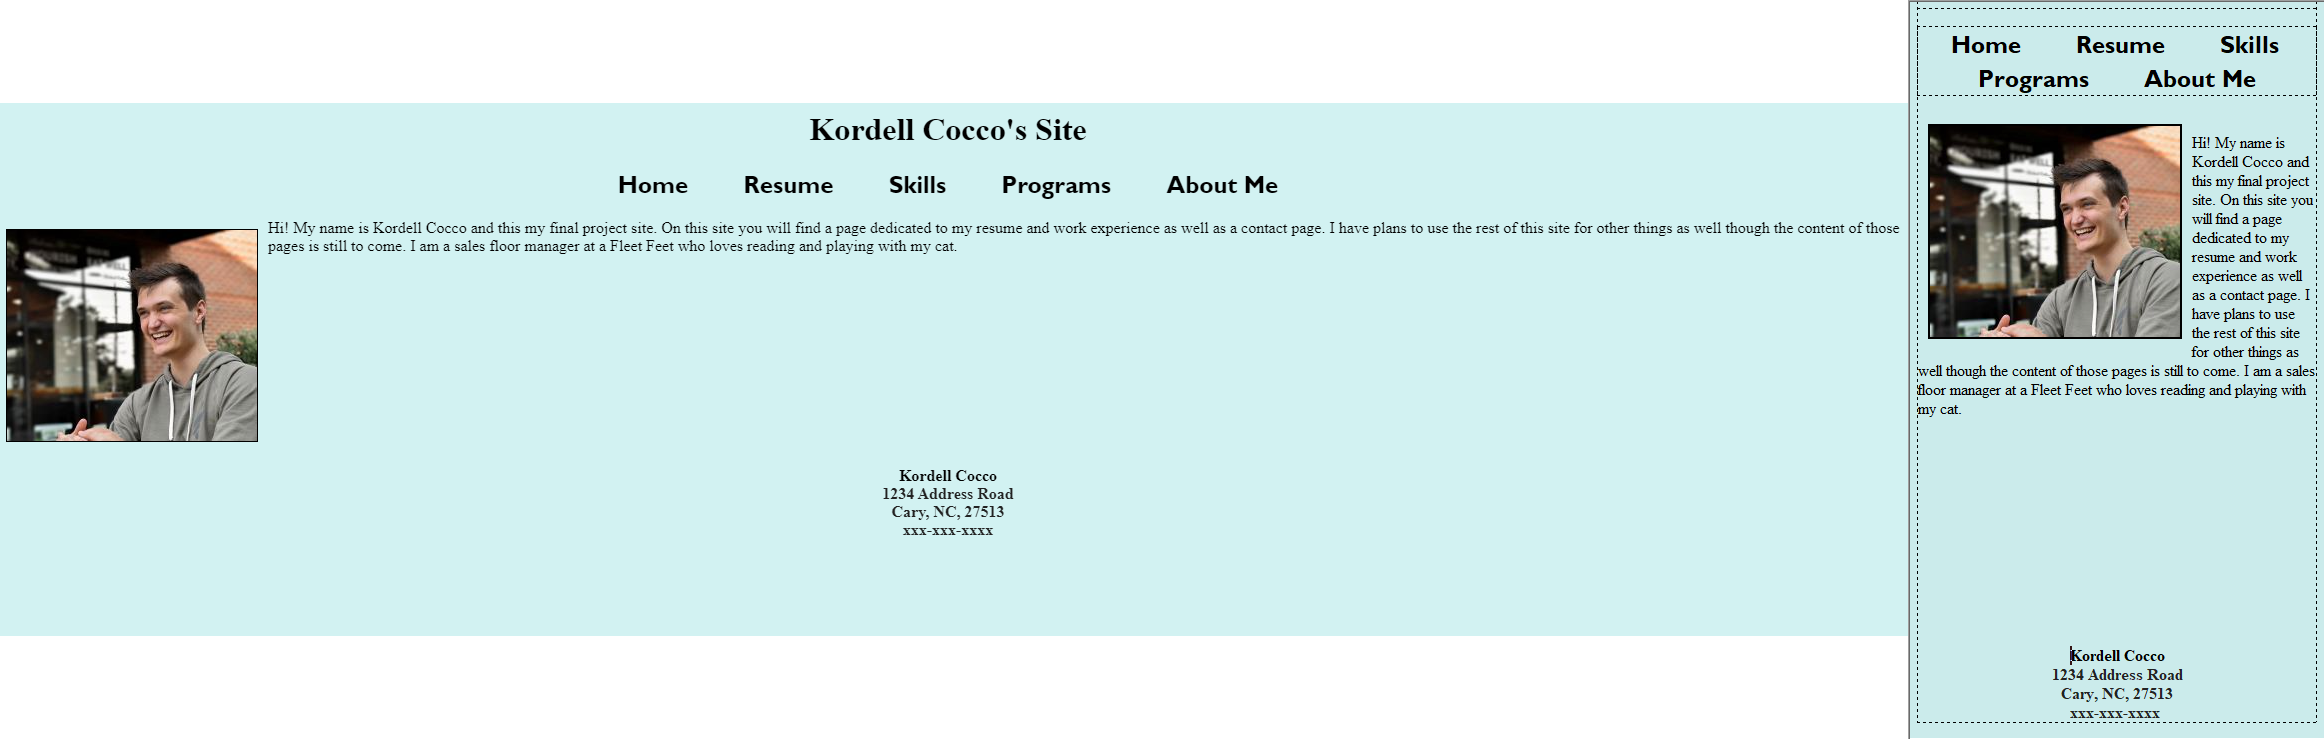 Kordell Cocco's Site
Home Resume Skills Programs About Me
Hi! My name is Kordell Cocco and this my final project site. On this site you will find a page dedicated to my resume and work experience as well as a contact page. I have plans to use the rest of this site for other things as well though the content of those
pages is still to come. I am a sales floor manager at a Fleet Feet who loves reading and playing with my cat.
Kordell Cocco
1234 Address Road
Cary, NC, 27513
xxx-xxx-xxxx
Home Resume Skills
Programs About Me
Hi! My name is
Kordell Cocco and
this my final project
site. On this site you
will find a page
dedicated to my
resume and work
experience as well
as a contact page. I
have plans to use
the rest of this site
for other things as
well though the content of those pages is still to come. I am a sales
floor manager at a Fleet Feet who loves reading and playing with
my cat.
Kordell Cocco
1234 Address Road
Cary, NC, 27513
xxx-xxx-xxxx